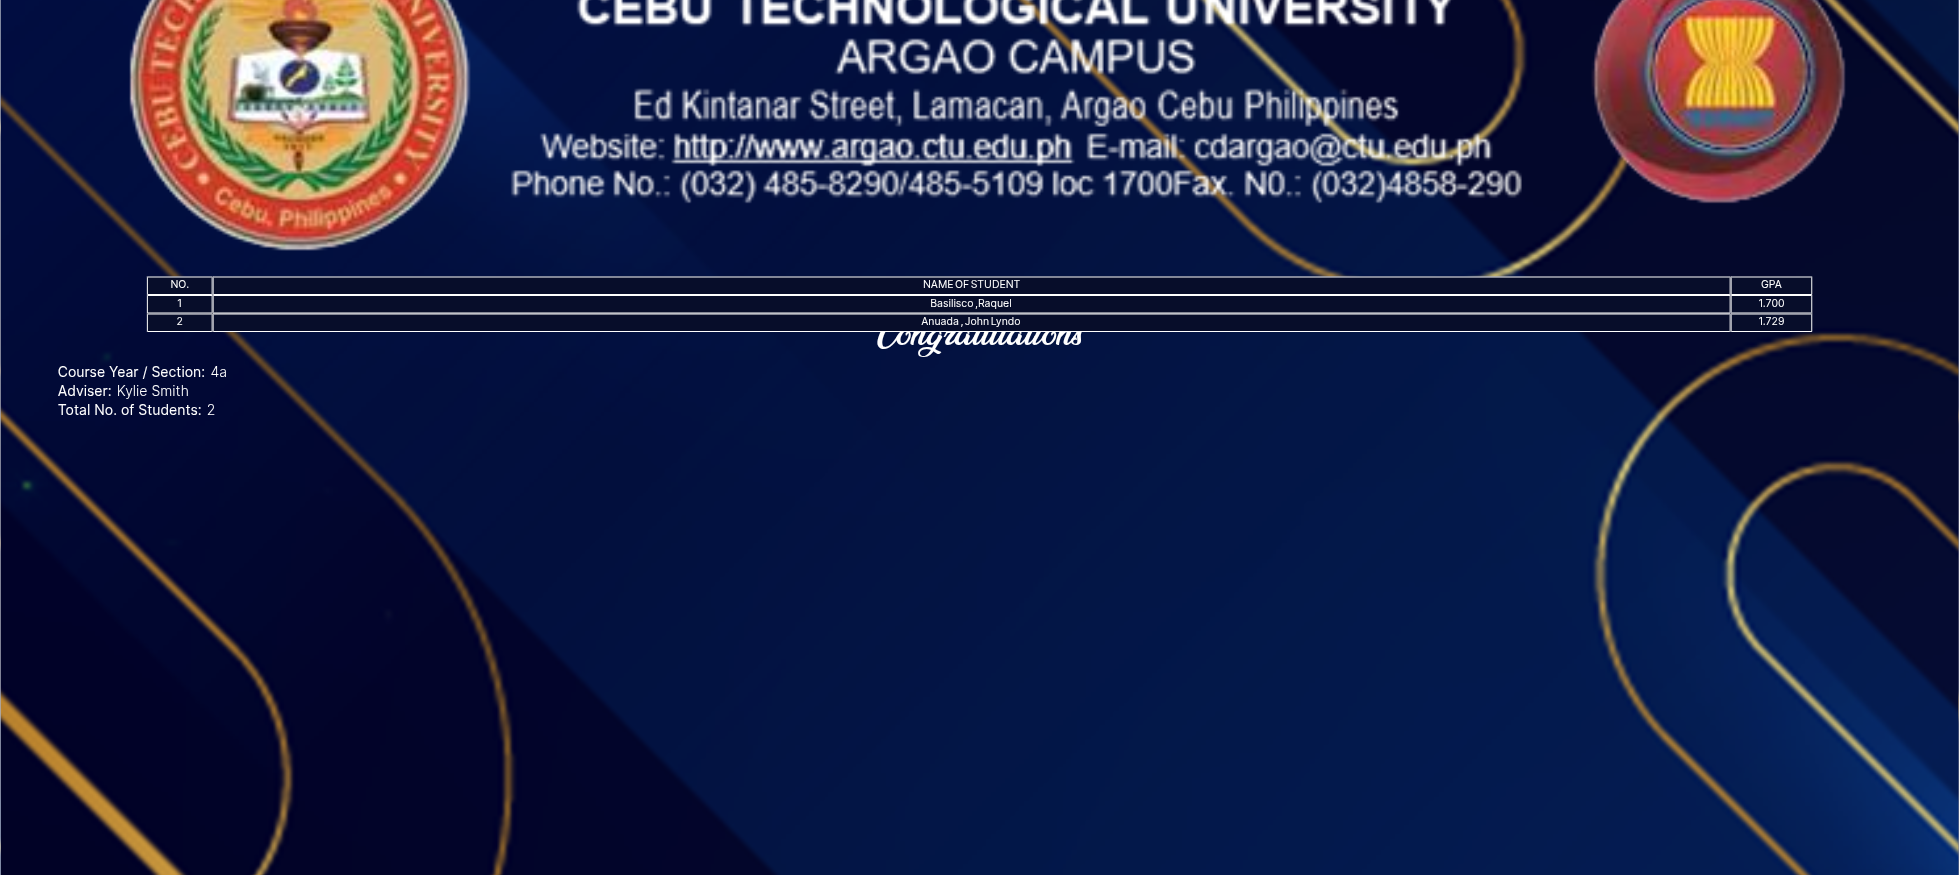 CEBU TECHNOLOGICAL UNIVERSITY
ARGAO CAMPUS
Ed Kintanar Street, Lamacan, Argao Cebu Philippines
Website: http://www.argao.ctu.edu.ph E-mail: cdargao@ctu.edu.ph
Phone No.: (032) 485-8290/485-5109 loc 1700Fax. N0.: (032)4858-290
CEBU TECH
UNIVERSITY
Cebu, Philippines
NO. NAME OF STUDENT GPA
1 Basilisco ,Raquel 1.700
2 Anuada , John Lyndo 1.729
Congratulations
Course Year / Section: 4a
Adviser: Kylie Smith
Total No. of Students: 2